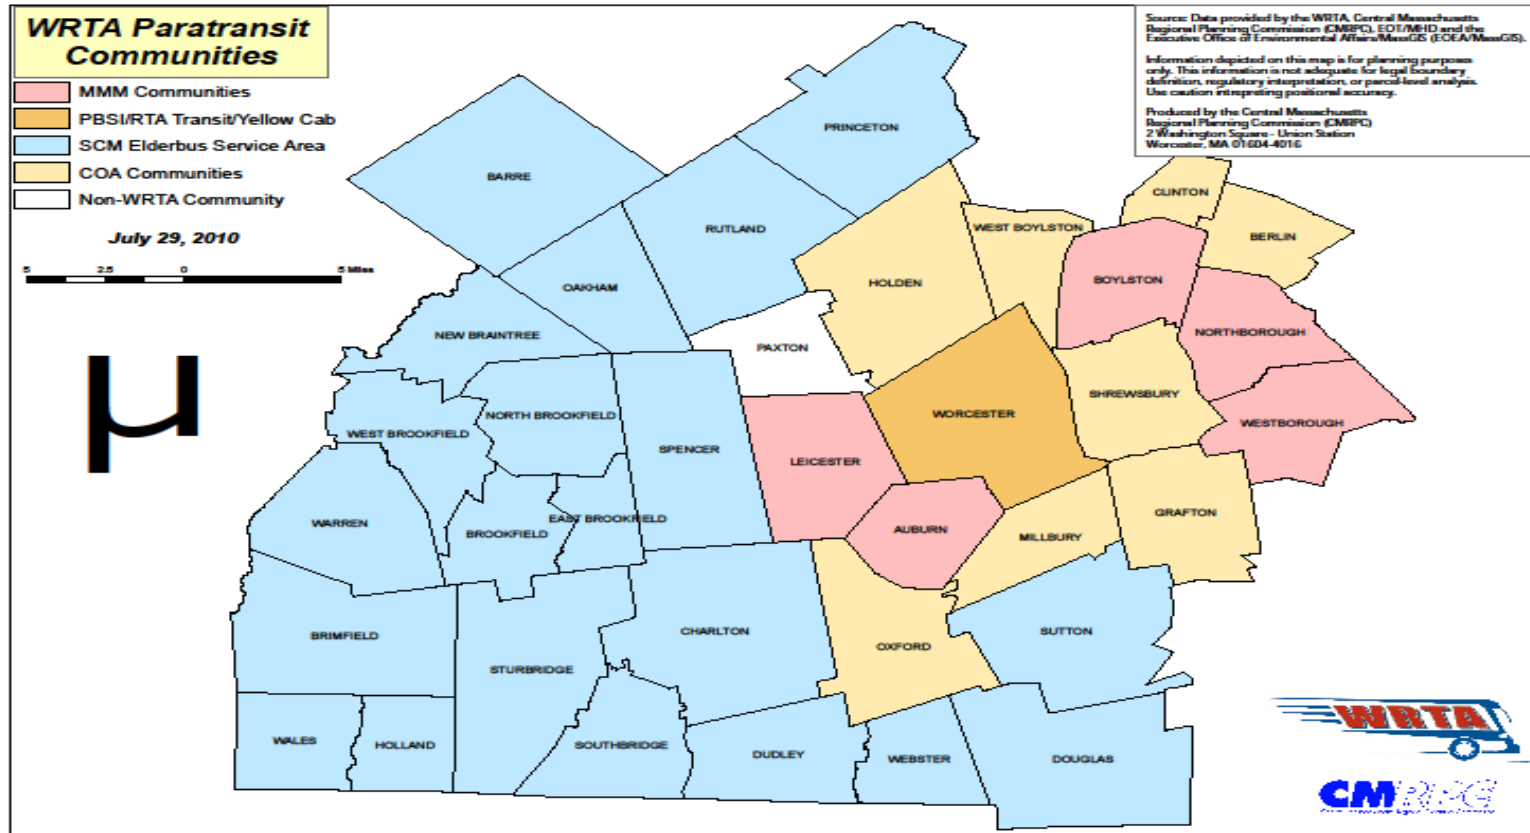 WRTA Paratransit
Communities
MMM Communities
PBSI/RTA Transit/Yellow Cab
SCM Elderbus Service Area
COA Communities
Non-WRTA Community
July 29, 2010
5 2.5 0 5 Miles
µ
Source: Data provided by the WRTA, Central Massachusetts
Regional Planning Commission (CMRPC), EOT/MHD and the
Executive Office of Environmental Affairs/MassGIS (EOEA/MassGIS).
Information depicted on this map is for planning purposes
only. This information is not adequate for legal boundary
definition, regulatory interpretation, or parcel-level analysis.
Use caution intrepreting positional accuracy.
Produced by the Central Massachusetts
Regional Planning Commission (CMRPC)
2 Washington Square - Union Station
Worcester, MA 01604-4016
PRINCETON
BARRE
CLINTON
RUTLAND
WEST BOYLSTON
BERLIN
OAKHAM
HOLDEN
BOYLSTON
NEW BRAINTREE
PAXTON
NORTHBOROUGH
SHREWSBURY
NORTH BROOKFIELD
WORCESTER
WESTBOROUGH
WEST BROOKFIELD
SPENCER
LEICESTER
WARREN
EAST BROOKFIELD
GRAFTON
BROOKFIELD
AUBURN
MILLBURY
BRIMFIELD
CHARLTON
SUTTON
OXFORD
STURBRIDGE
WALES
HOLLAND
SOUTHBRIDGE
DUDLEY
WEBSTER
DOUGLAS
WRTA
CMRPC